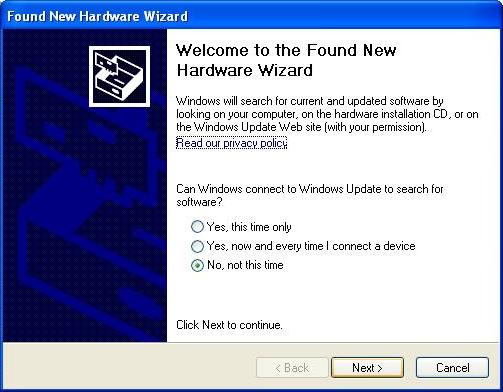 Found New Hardware Wizard
Welcome to the Found New
Hardware Wizard
Windows will search for current and updated software by
looking on your computer, on the hardware installation CD, or on
the Windows Update Web site (with your permission).
Read our privacy policy
Can Windows connect to Windows Update to search for
software?
Yes, this time only
Yes, now and every time I connect a device
No, not this time
Click Next to continue.
< Back Next > Cancel